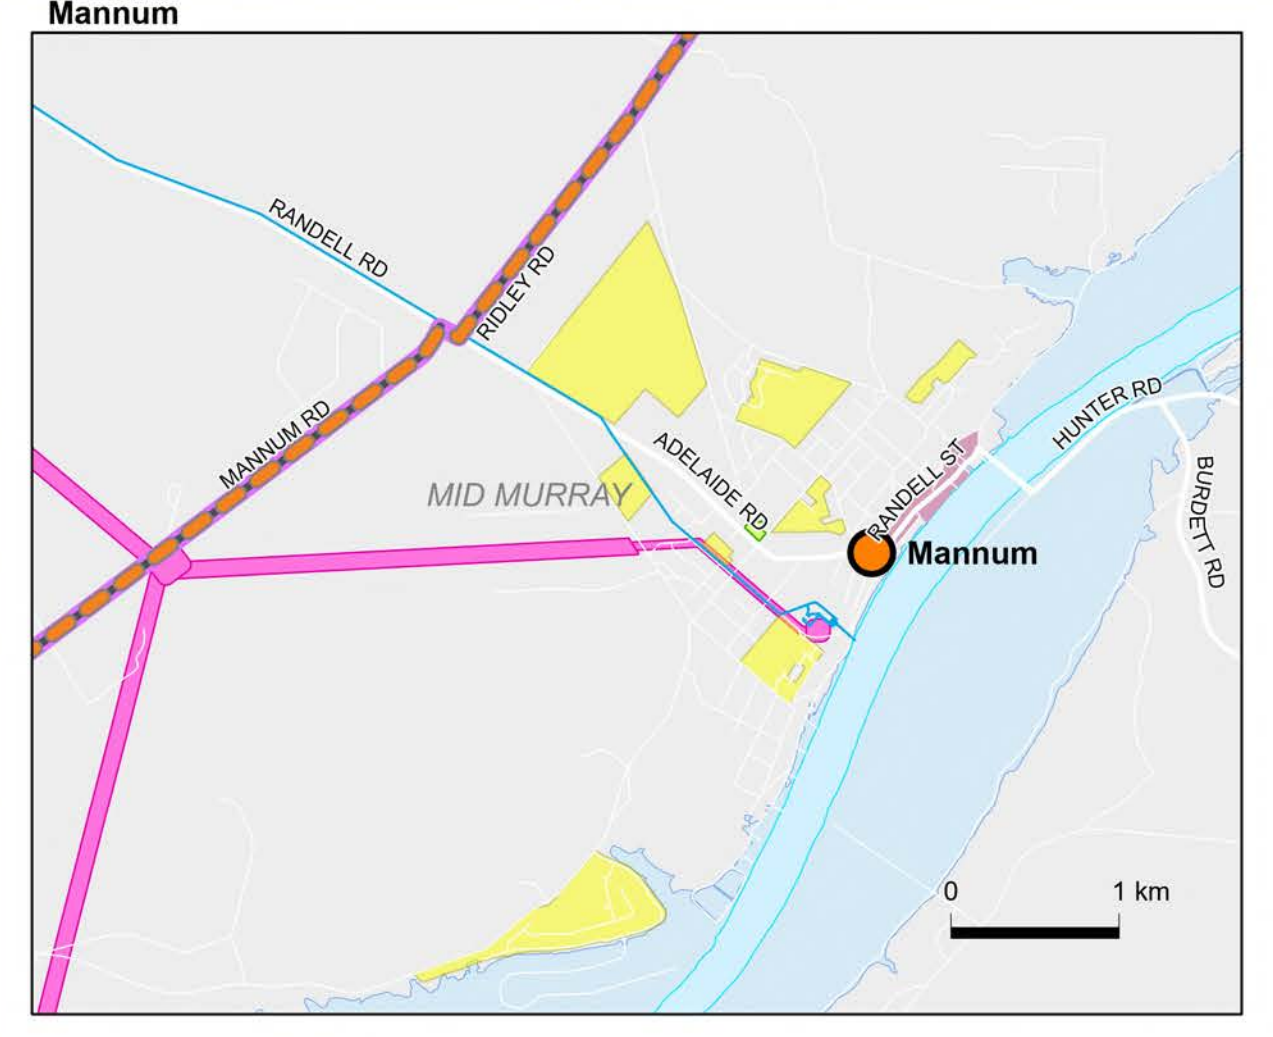 Mannum
RANDELL RD
RIDLEY RD
MANNUM RD
HUNTER RD
ADELAIDE RD
RANDELL ST
BURDETT RD
MID MURRAY
Mannum
0 1 km